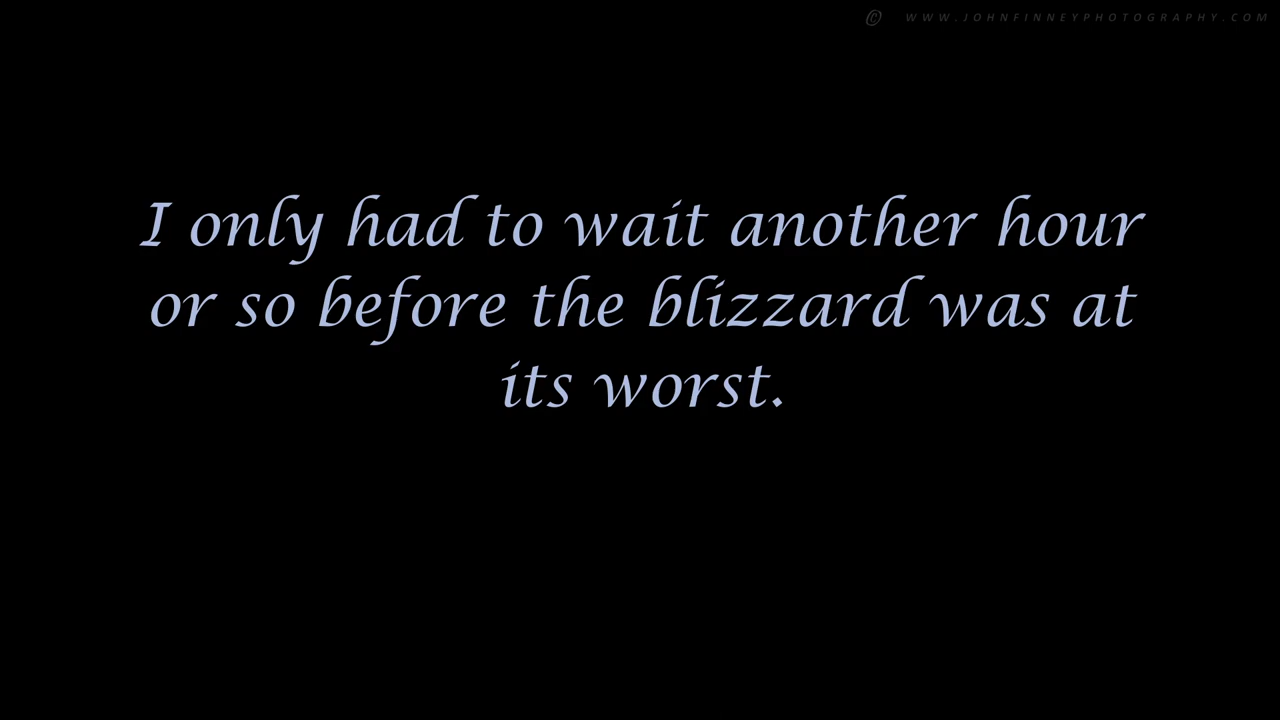 © WWW.JOHNFINNEYPHOTOGRAPHY.COM
I only had to wait another hour
or so before the blizzard was at
its worst.